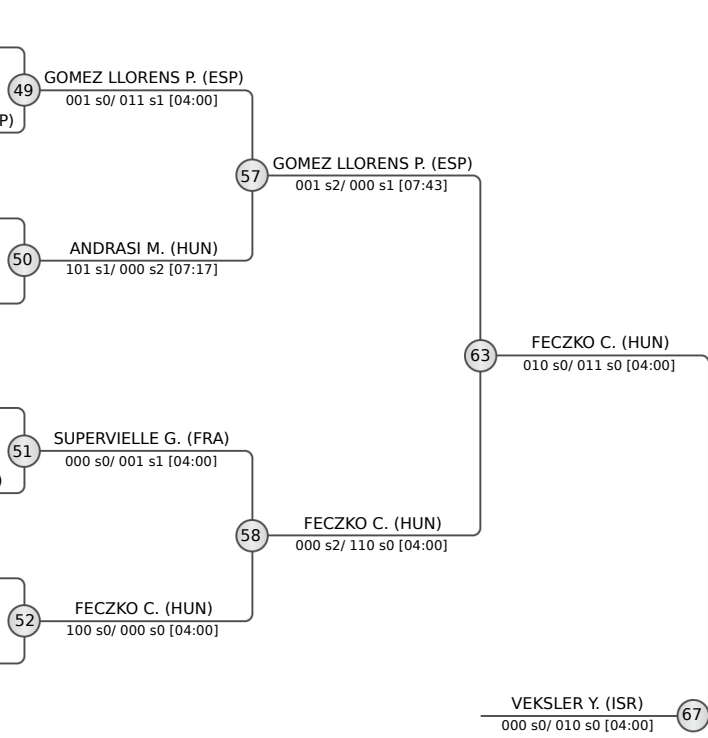 GOMEZ LLORENS P. (ESP)
49
001 s0/ 011 s1 [04:00]
P)
GOMEZ LLORENS P. (ESP)
57
001 s2/ 000 s1 [07:43]
ANDRASI M. (HUN)
50
101 s1/ 000 s2 [07:17]
FECZKO C. (HUN)
63
010 s0/ 011 s0 [04:00]
SUPERVIELLE G. (FRA)
51
000 s0/ 001 s1 [04:00]
)
FECZKO C. (HUN)
58
000 s2/ 110 s0 [04:00]
FECZKO C. (HUN)
52
100 s0/ 000 s0 [04:00]
VEKSLER Y. (ISR)
67
000 s0/ 010 s0 [04:00]